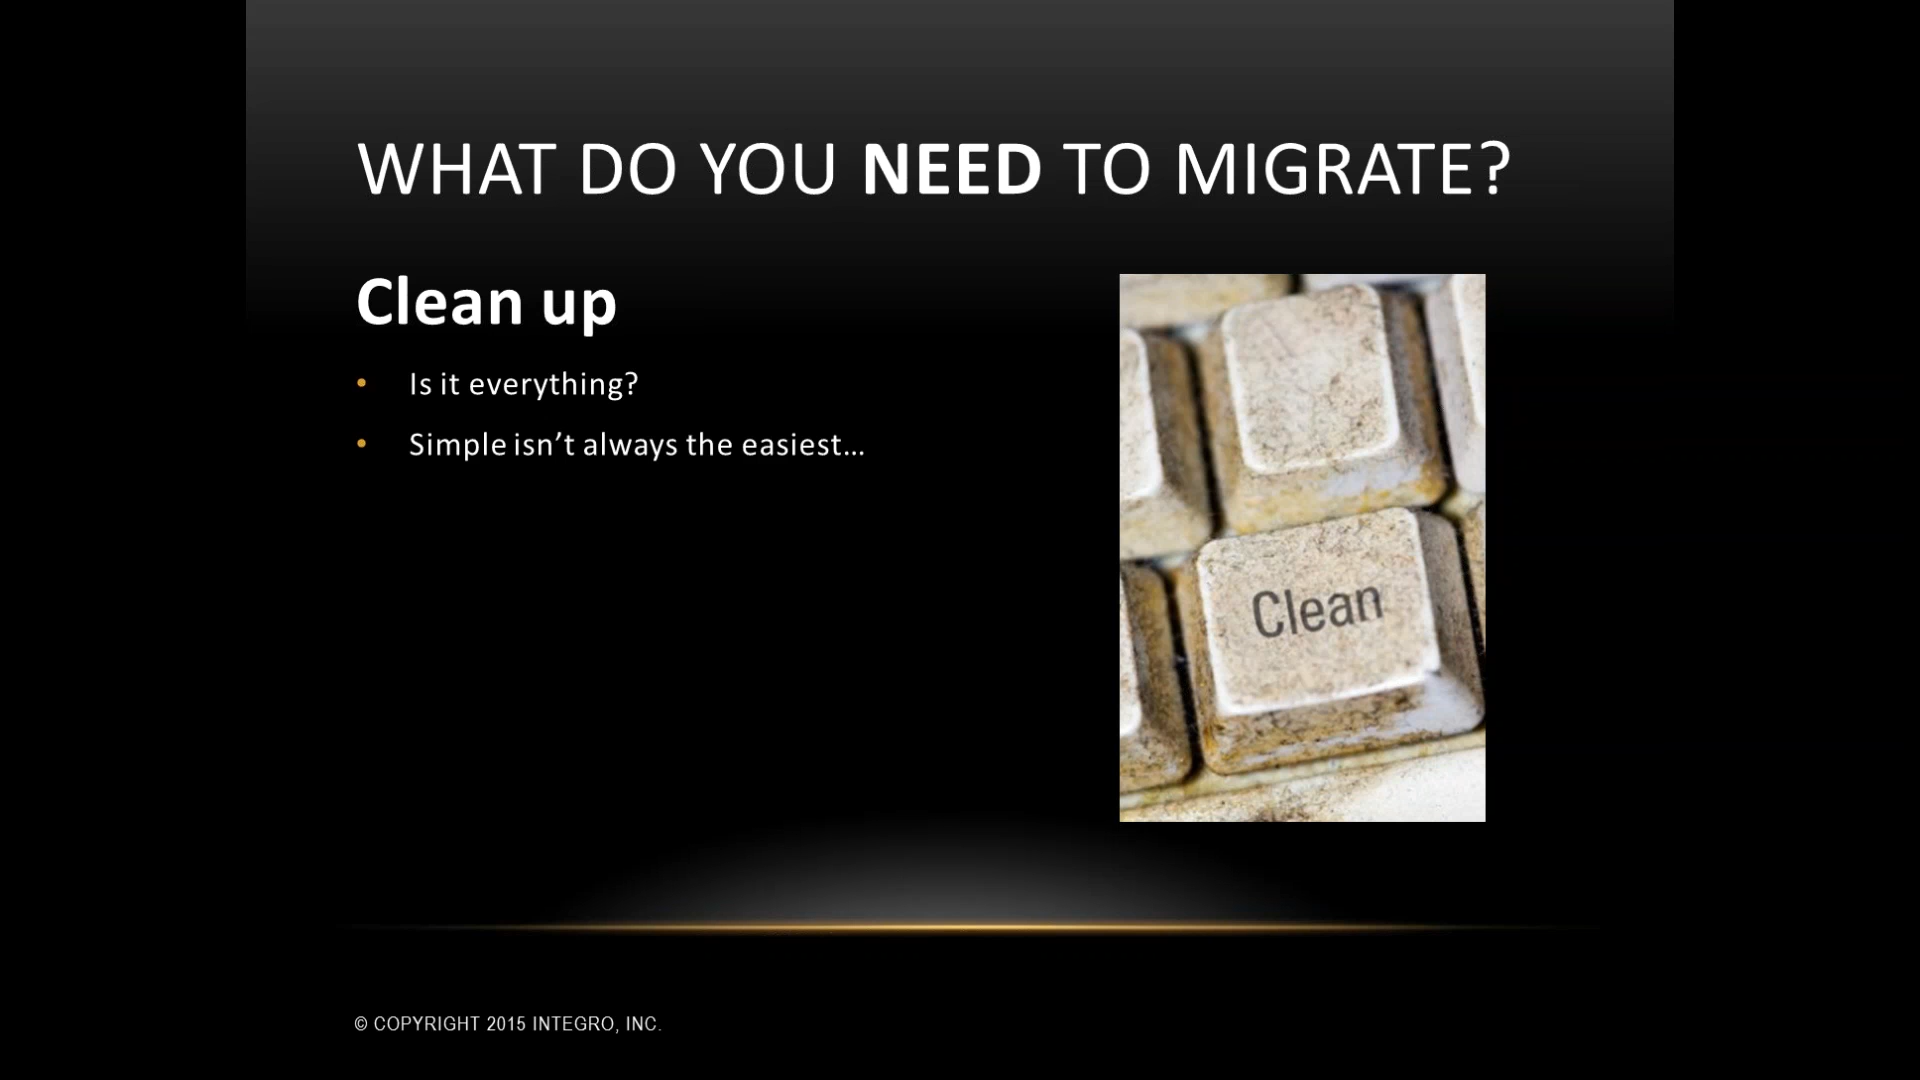 WHAT DO YOU NEED TO MIGRATE?
Clean up
• Is it everything?
• Simple isn’t always the easiest…
Clean
© COPYRIGHT 2015 INTEGRO, INC.